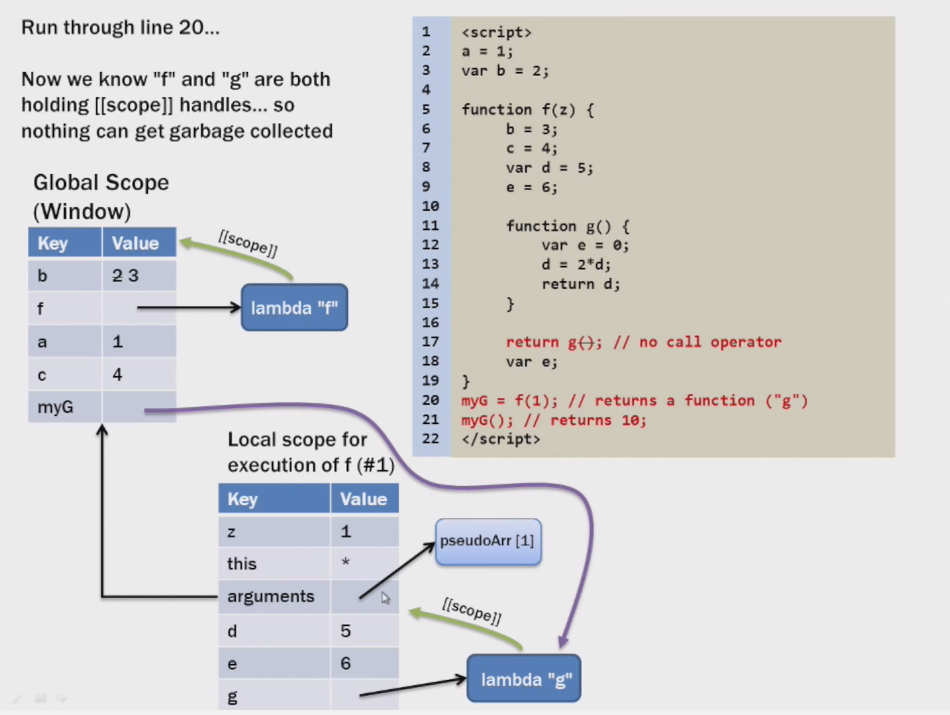 Run through line 20...
Now we know "f" and "g" are both
holding [[scope]] handles... so
nothing can get garbage collected
Global Scope
(Window)
Key Value
b 2 3
f
a 1
c 4
myG
[[scope]]
lambda "f"
Local scope for
execution of f (#1)
Key Value
z 1
this *
arguments
d 5
e 6
g
pseudoArr [1]
[[scope]]
lambda "g"
1 <script>
2 a = 1;
3 var b = 2;
4
5 function f(z) {
6 b = 3;
7 c = 4;
8 var d = 5;
9 e = 6;
10
11 function g() {
12 var e = 0;
13 d = 2*d;
14 return d;
15 }
16
17 return g(); // no call operator
18 var e;
19 }
20 myG = f(1); // returns a function ("g")
21 myG(); // returns 10;
22 </script>